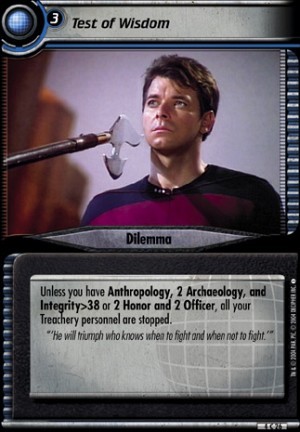 3
Test of Wisdom
Dilemma
Unless you have Anthropology, 2 Archaeology, and
Integrity>38 or 2 Honor and 2 Officer, all your
Treachery personnel are stopped.
"He will triumph who knows when to fight and when not to fight."